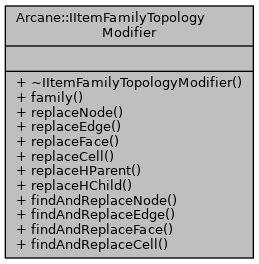 Arcane::IItemFamilyTopology
Modifier
+ ~IItemFamilyTopologyModifier()
+ family()
+ replaceNode()
+ replaceEdge()
+ replaceFace()
+ replaceCell()
+ replaceHParent()
+ replaceHChild()
+ findAndReplaceNode()
+ findAndReplaceEdge()
+ findAndReplaceFace()
+ findAndReplaceCell()